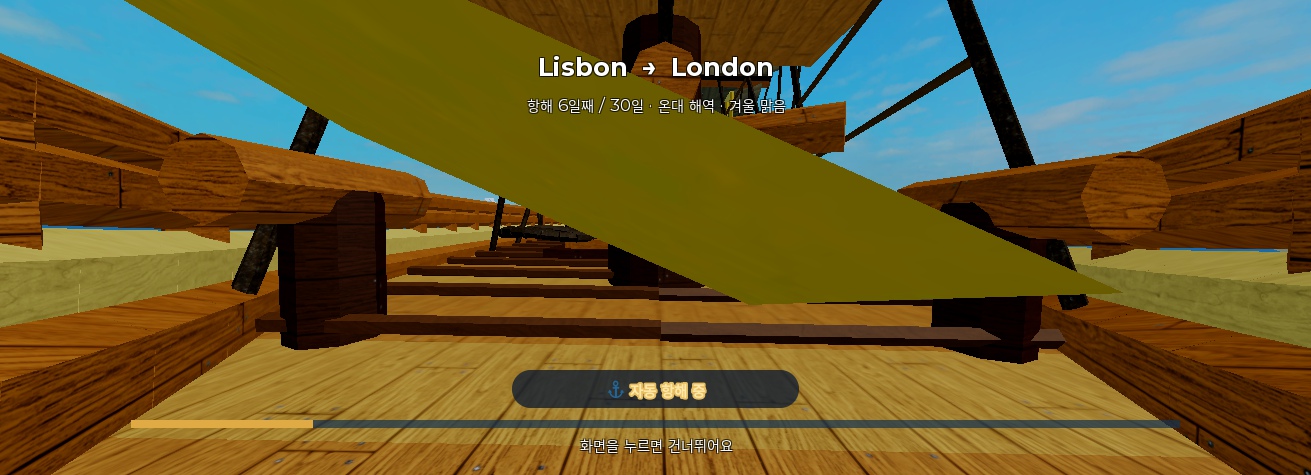 Lisbon → London
항해 6일째 / 30일 · 온대 해역 · 겨울 맑음
⚓ 자동 항해 중
화면을 누르면 건너뛰어요